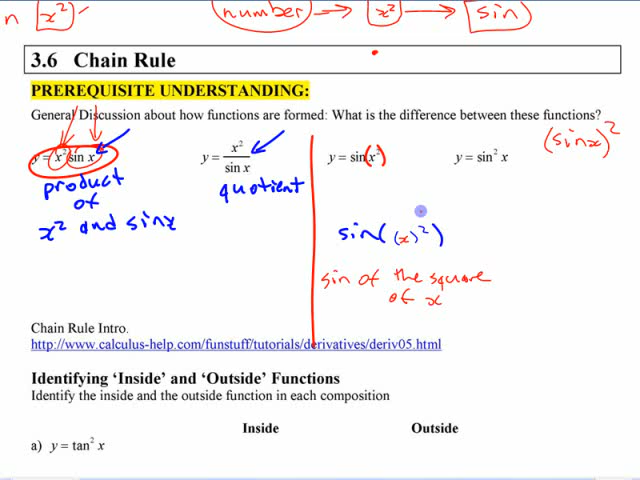 n x² number → x² → sin
3.6 Chain Rule
PREREQUISITE UNDERSTANDING:
General Discussion about how functions are formed: What is the difference between these functions?
y = x² sin x y = x²/sin x y = sin(x²) y = sin² x (sinx)²
product of x² and sinx
quotient
sin((x)²)
sin of the square of x
Chain Rule Intro.
http://www.calculus-help.com/funstuff/tutorials/derivatives/deriv05.html
Identifying ‘Inside’ and ‘Outside’ Functions
Identify the inside and the outside function in each composition
Inside Outside
a) y = tan² x